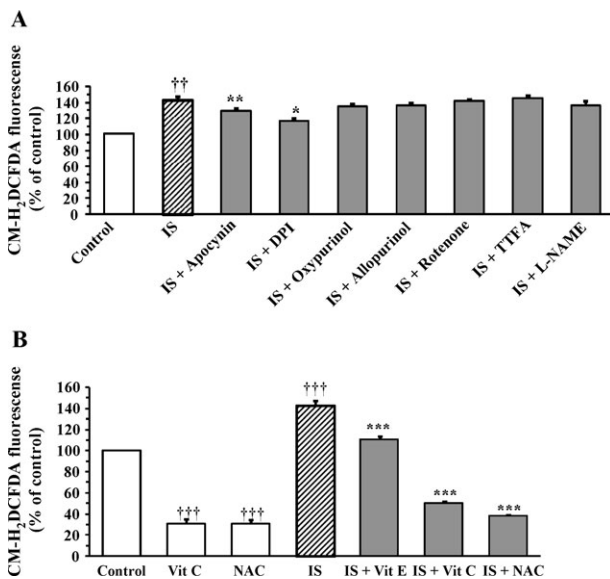 A
CM-H₂DCFDA fluorescense
(% of control)
160
140
120
100
80
60
40
20
0
††
**
*
Control
IS
IS + Apocynin
IS + DPI
IS + Oxypurinol
IS + Allopurinol
IS + Rotenone
IS + TTFA
IS + L-NAME
B
CM-H₂DCFDA fluorescense
(% of control)
160
140
120
100
80
60
40
20
0
†††
†††
†††
***
***
***
Control
Vit C
NAC
IS
IS + Vit E
IS + Vit C
IS + NAC